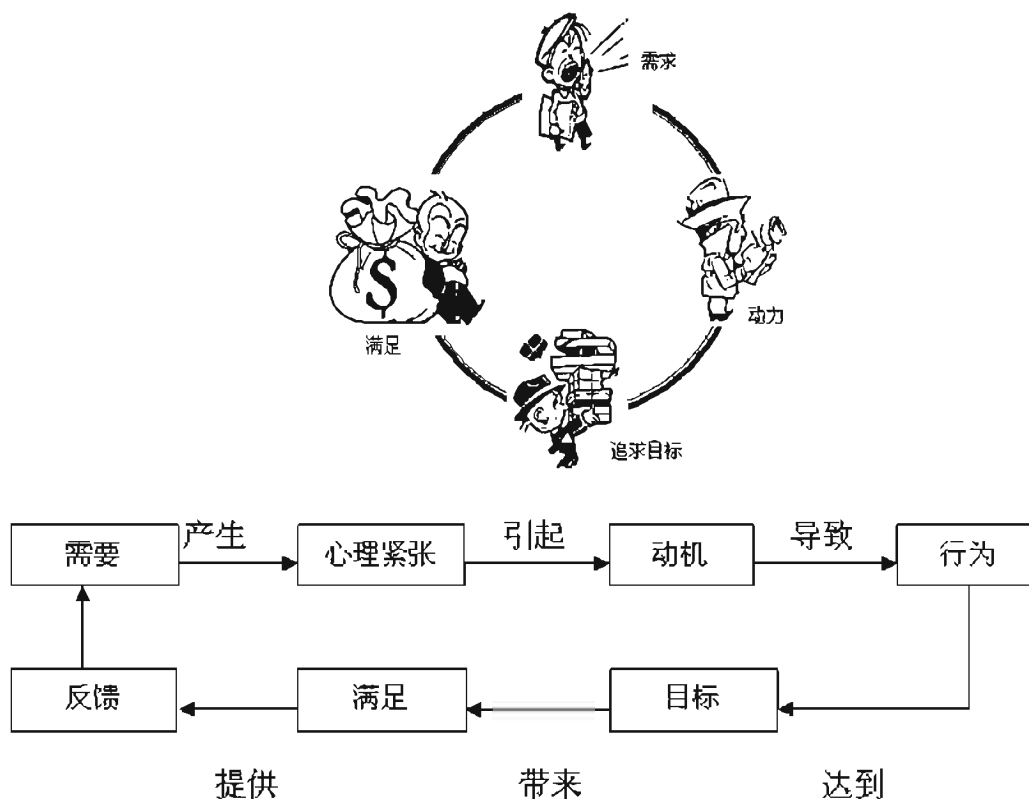 需求
动力
满足
追求目标
产生 引起 导致
需要 心理紧张 动机 行为
反馈 满足 目标
提供 带来 达到